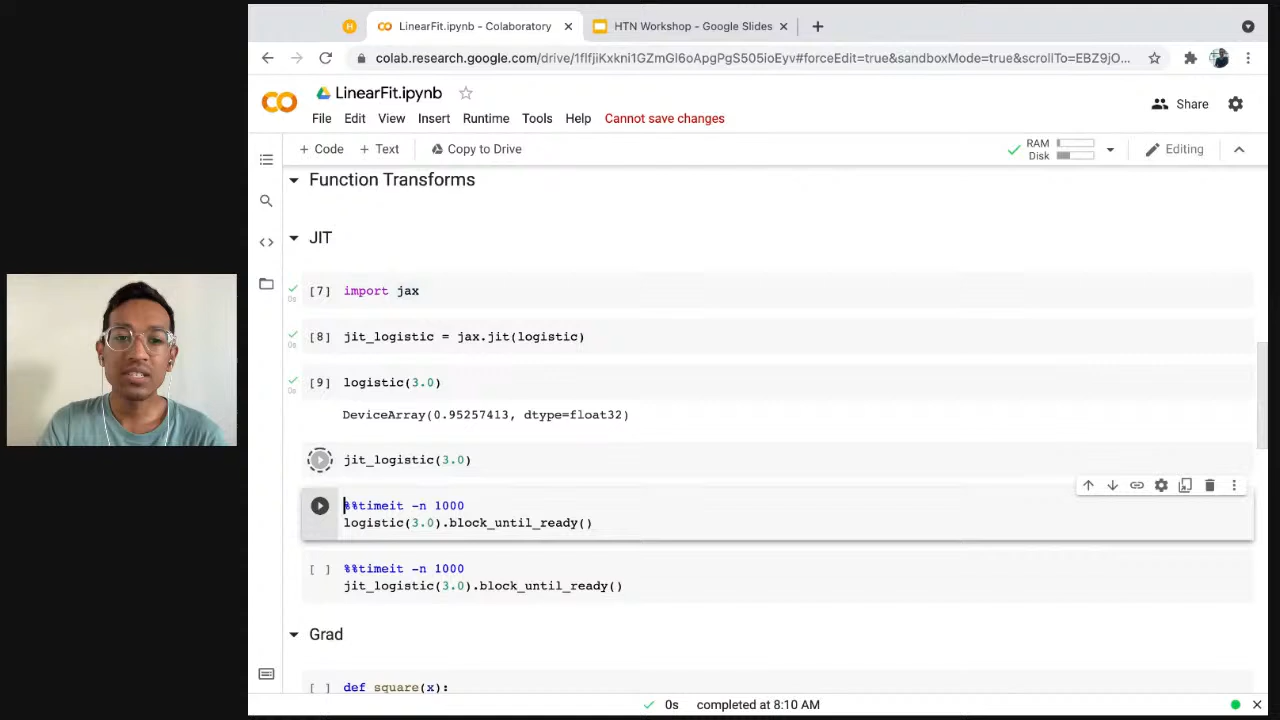 H
LinearFit.ipynb - Colaboratory
HTN Workshop - Google Slides
colab.research.google.com/drive/1flfjiKxkni1GZmGl6oApgPgS505ioEyv#forceEdit=true&sandboxMode=true&scrollTo=EBZ9jO...
LinearFit.ipynb
Share
File Edit View Insert Runtime Tools Help Cannot save changes
+ Code + Text Copy to Drive
RAM
Disk
Editing
Function Transforms
JIT
0s
[7] import jax
0s
[8] jit_logistic = jax.jit(logistic)
0s
[9] logistic(3.0)
DeviceArray(0.95257413, dtype=float32)
jit_logistic(3.0)
%%timeit -n 1000
logistic(3.0).block_until_ready()
[ ] %%timeit -n 1000
jit_logistic(3.0).block_until_ready()
Grad
[ ] def square(x):
0s completed at 8:10 AM